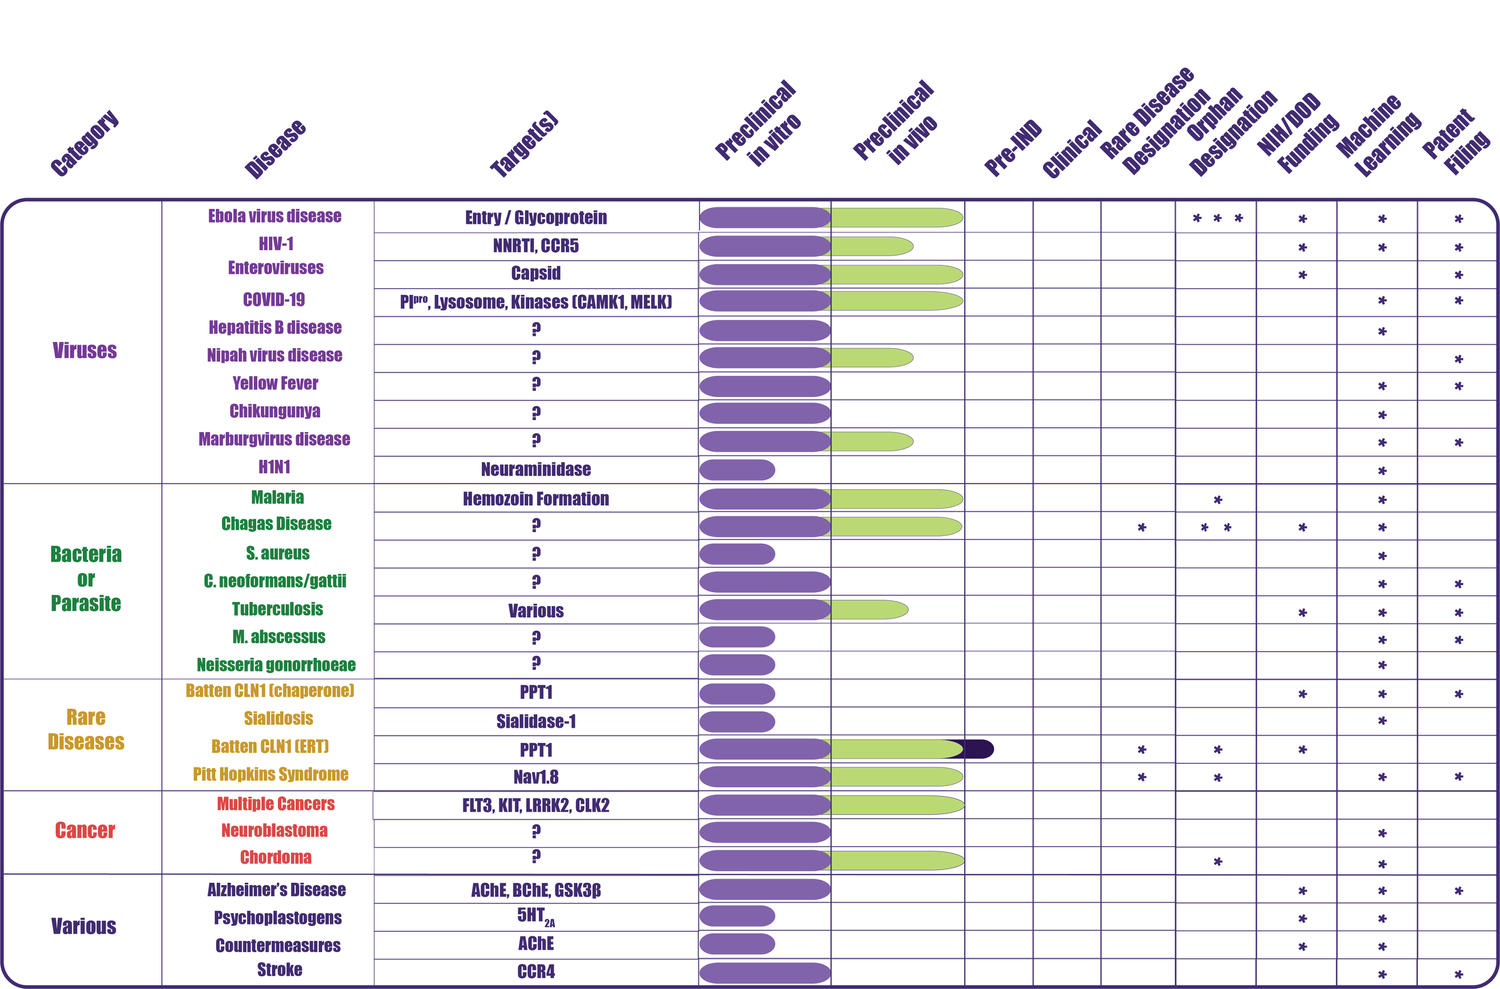 Category
Disease
Target(s)
Preclinical
in vitro
Preclinical
in vivo
Pre-IND
Clinical
Rare Disease
Designation
Orphan
Designation
NIH/DOD
Funding
Machine
Learning
Patent
Filing
Viruses
Ebola virus disease Entry / Glycoprotein * * * * * *
HIV-1 NNRTI, CCR5 * * *
Enteroviruses Capsid * *
COVID-19 Plᵖʳᵒ, Lysosome, Kinases (CAMK1, MELK) * *
Hepatitis B disease ? *
Nipah virus disease ? *
Yellow Fever ? * *
Chikungunya ? *
Marburgvirus disease ? * *
H1N1 Neuraminidase *
Bacteria
or
Parasite
Malaria Hemozoin Formation * *
Chagas Disease ? * * * * *
S. aureus ? *
C. neoformans/gattii ? * *
Tuberculosis Various * * *
M. abscessus ? * *
Neisseria gonorrhoeae ? *
Rare
Diseases
Batten CLN1 (chaperone) PPT1 * * *
Sialidosis Sialidase-1 *
Batten CLN1 (ERT) PPT1 * * *
Pitt Hopkins Syndrome Nav1.8 * * * *
Cancer
Multiple Cancers FLT3, KIT, LRRK2, CLK2
Neuroblastoma ? *
Chordoma ? * *
Various
Alzheimer's Disease AChE, BChE, GSK3β * * *
Psychoplastogens 5HT₂A * *
Countermeasures AChE * *
Stroke CCR4 * *